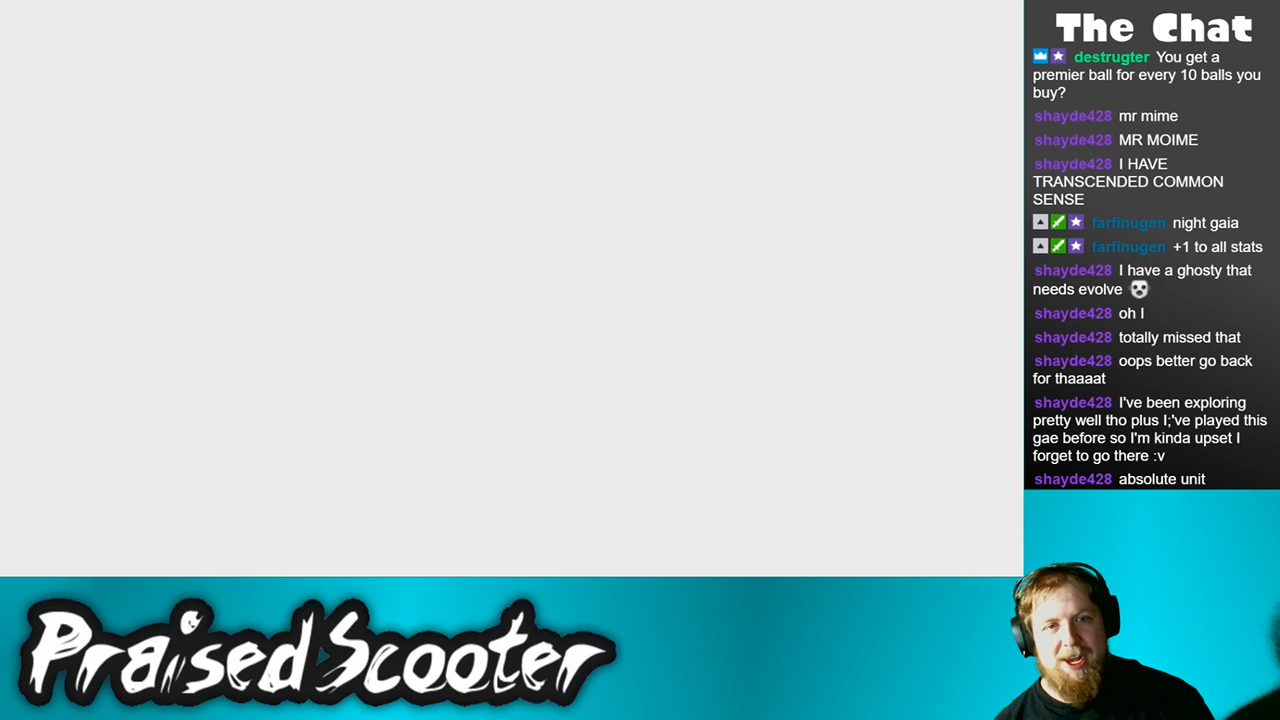 The Chat
destrugter You get a
premier ball for every 10 balls you
buy?
shayde428 mr mime
shayde428 MR MOIME
shayde428 I HAVE
TRANSCENDED COMMON
SENSE
farfinugen night gaia
farfinugen +1 to all stats
shayde428 I have a ghosty that
needs evolve
shayde428 oh I
shayde428 totally missed that
shayde428 oops better go back
for thaaaat
shayde428 I've been exploring
pretty well tho plus I;'ve played this
gae before so I'm kinda upset I
forget to go there :v
shayde428 absolute unit
PraisedScooter